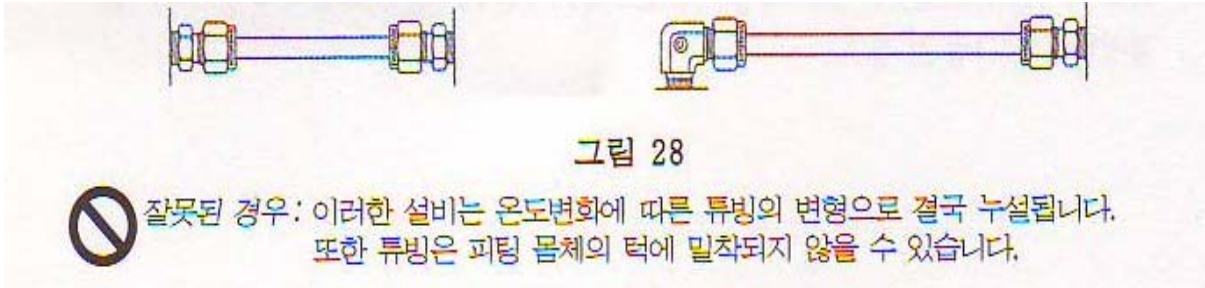 그림 28
잘못된 경우: 이러한 설비는 온도변화에 따른 튜빙의 변형으로 결국 누설됩니다.
또한 튜빙은 피팅 몸체의 턱에 밀착되지 않을 수 있습니다.